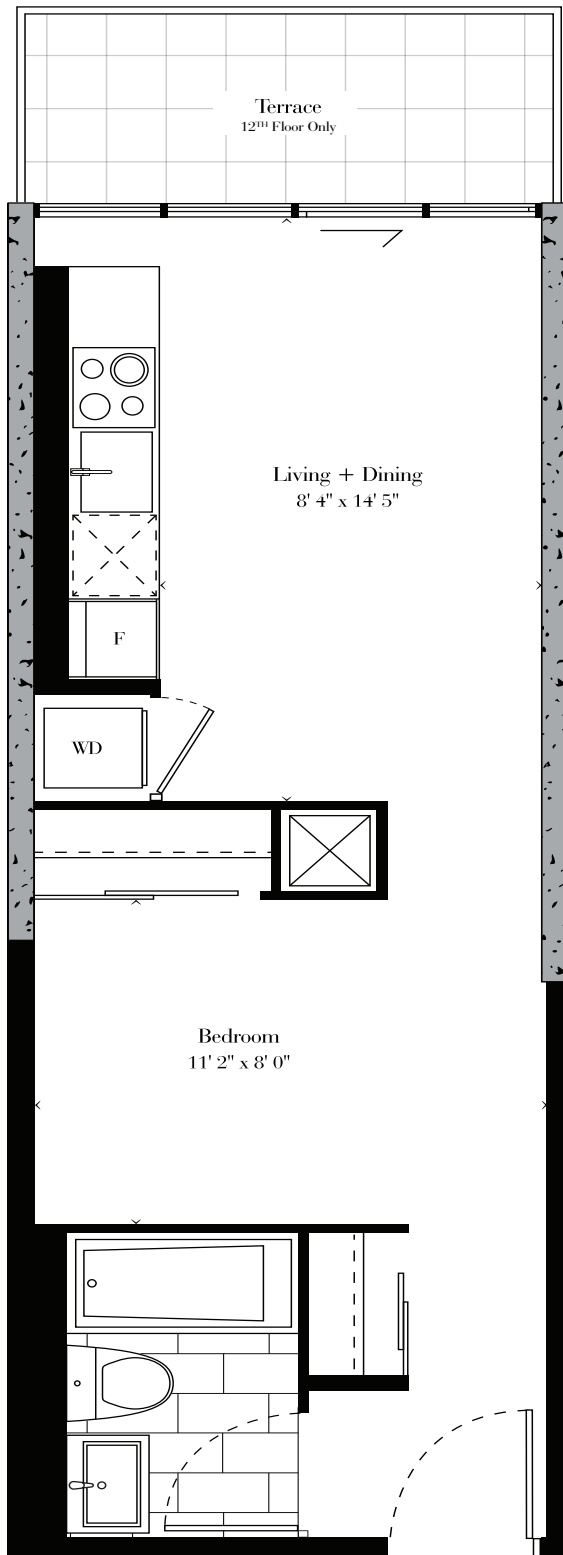 Terrace
12TH Floor Only
Living + Dining
8' 4" x 14' 5"
F
WD
Bedroom
11' 2" x 8' 0"